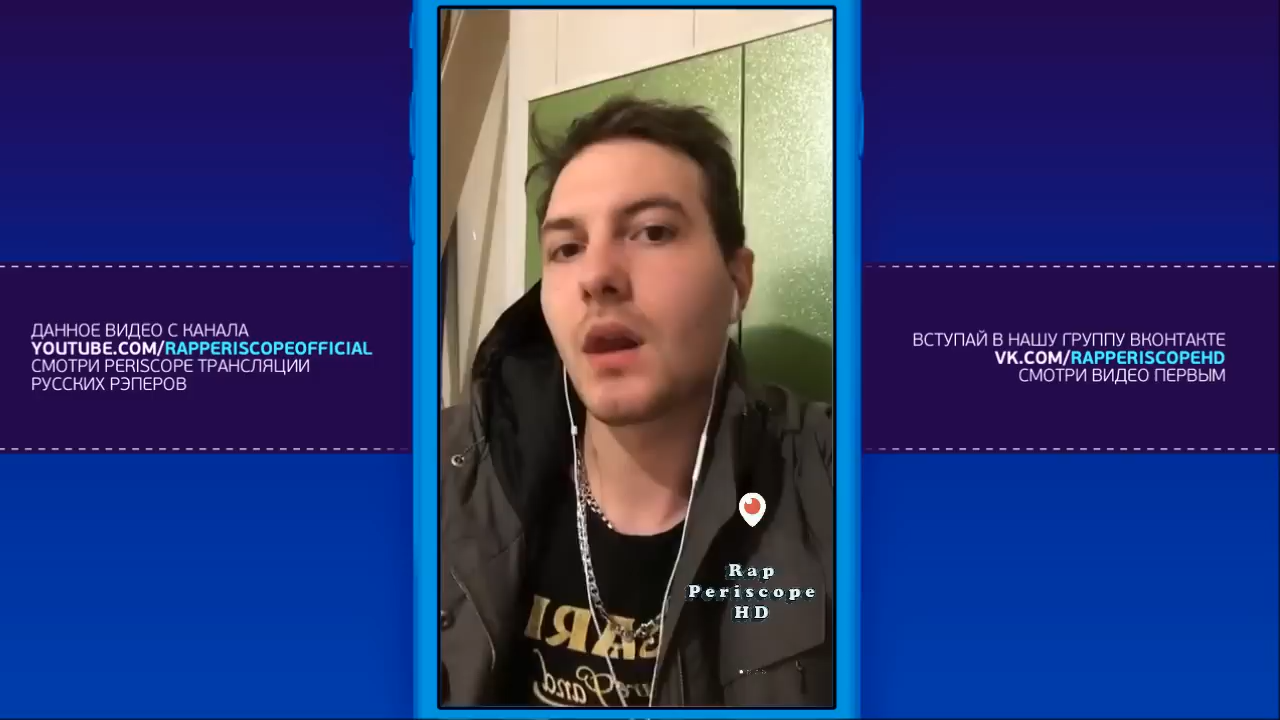 ДАННОЕ ВИДЕО С КАНАЛА
YOUTUBE.COM/RAPPERISCOPEOFFICIAL
СМОТРИ PERISCOPE ТРАНСЛЯЦИИ
РУССКИХ РЭПЕРОВ
ВСТУПАЙ В НАШУ ГРУППУ ВКОНТАКТЕ
VK.COM/RAPPERISCOPEHD
СМОТРИ ВИДЕО ПЕРВЫМ
Rap
Periscope
HD